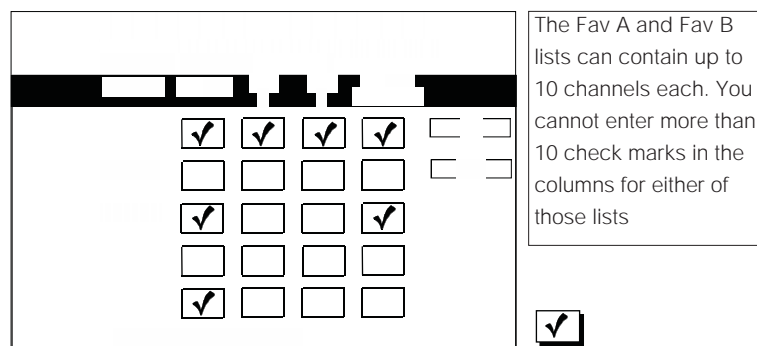 The Fav A and Fav B
lists can contain up to
10 channels each. You
cannot enter more than
10 check marks in the
columns for either of
those lists